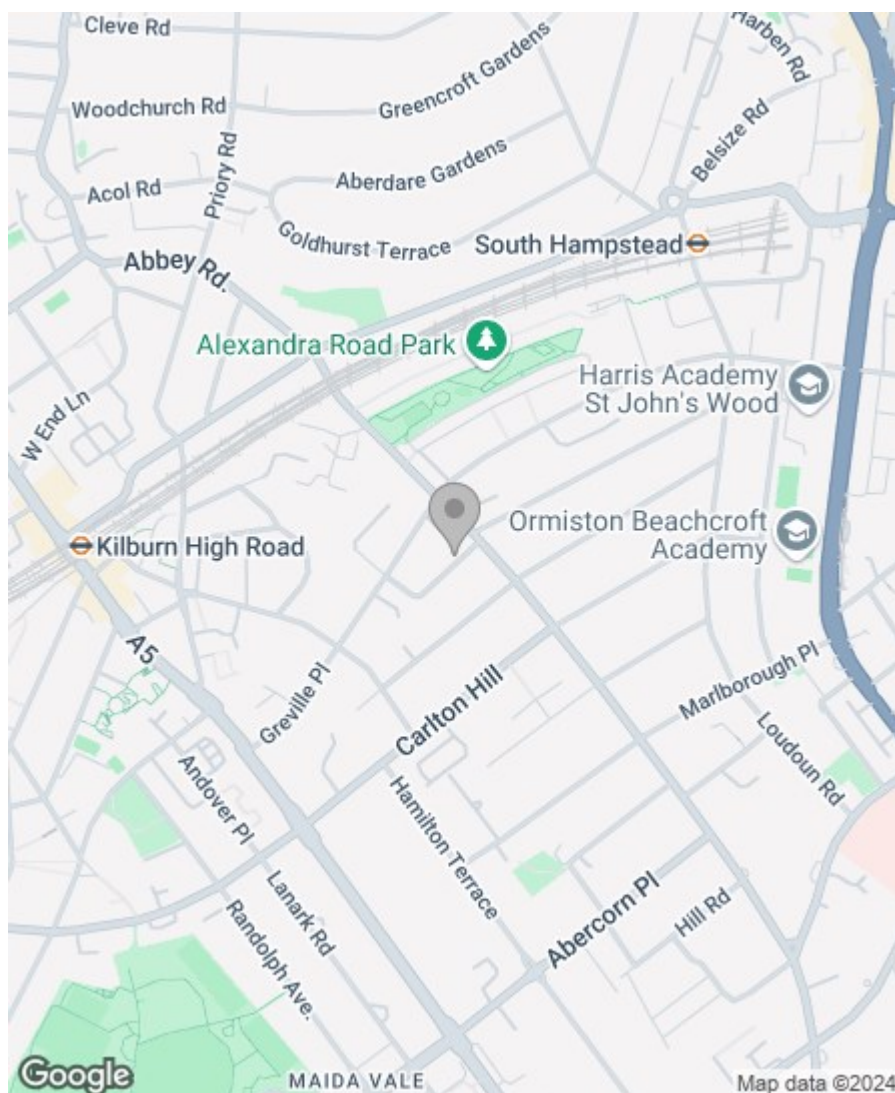 Cleve Rd
Harben Rd
Greencroft Gardens
Woodchurch Rd
Belsize Rd
Priory Rd
Aberdare Gardens
Acol Rd
Goldhurst Terrace
South Hampstead
Abbey Rd.
Alexandra Road Park
Harris Academy
St John's Wood
W End Ln
Ormiston Beachcroft
Academy
Kilburn High Road
A5
Greville Pl
Carlton Hill
Marlborough Pl
Loudoun Rd
Andover Pl
Hamilton Terrace
Lanark Rd
Randolph Ave.
Abercorn Pl
Hill Rd
Google
MAIDA VALE
Map data ©2024